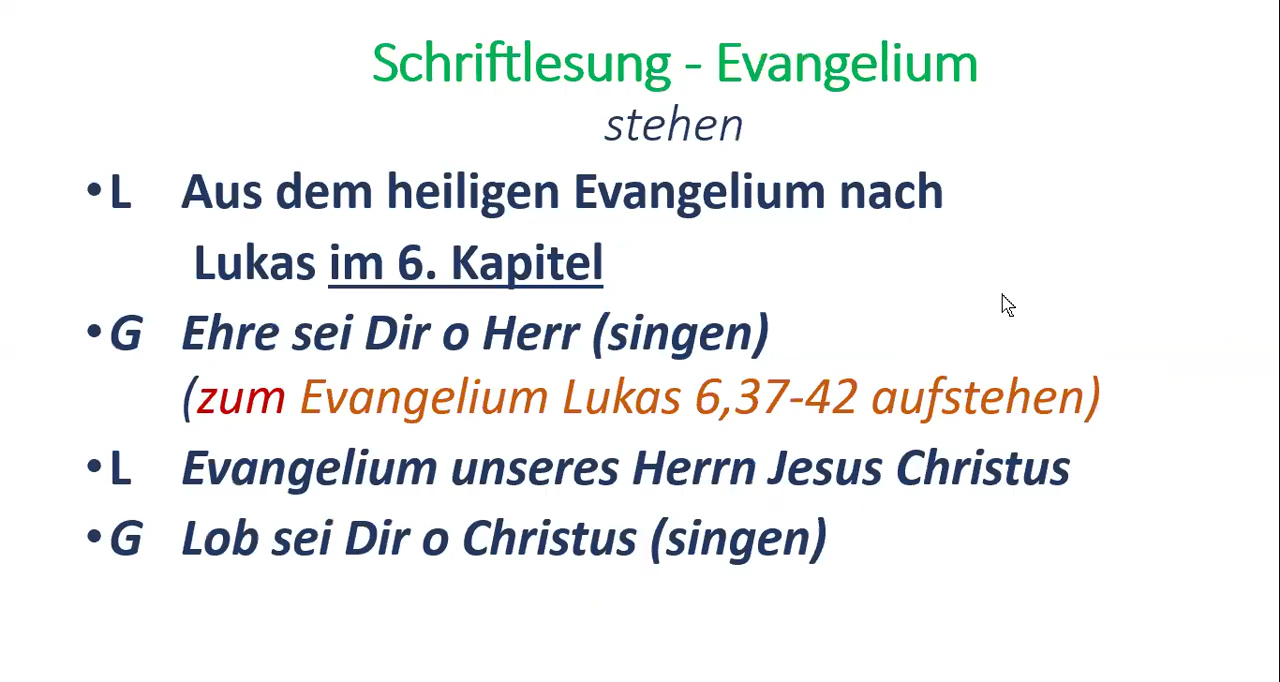 Schriftlesung - Evangelium
stehen
•L Aus dem heiligen Evangelium nach
Lukas im 6. Kapitel
•G Ehre sei Dir o Herr (singen)
(zum Evangelium Lukas 6,37-42 aufstehen)
•L Evangelium unseres Herrn Jesus Christus
•G Lob sei Dir o Christus (singen)